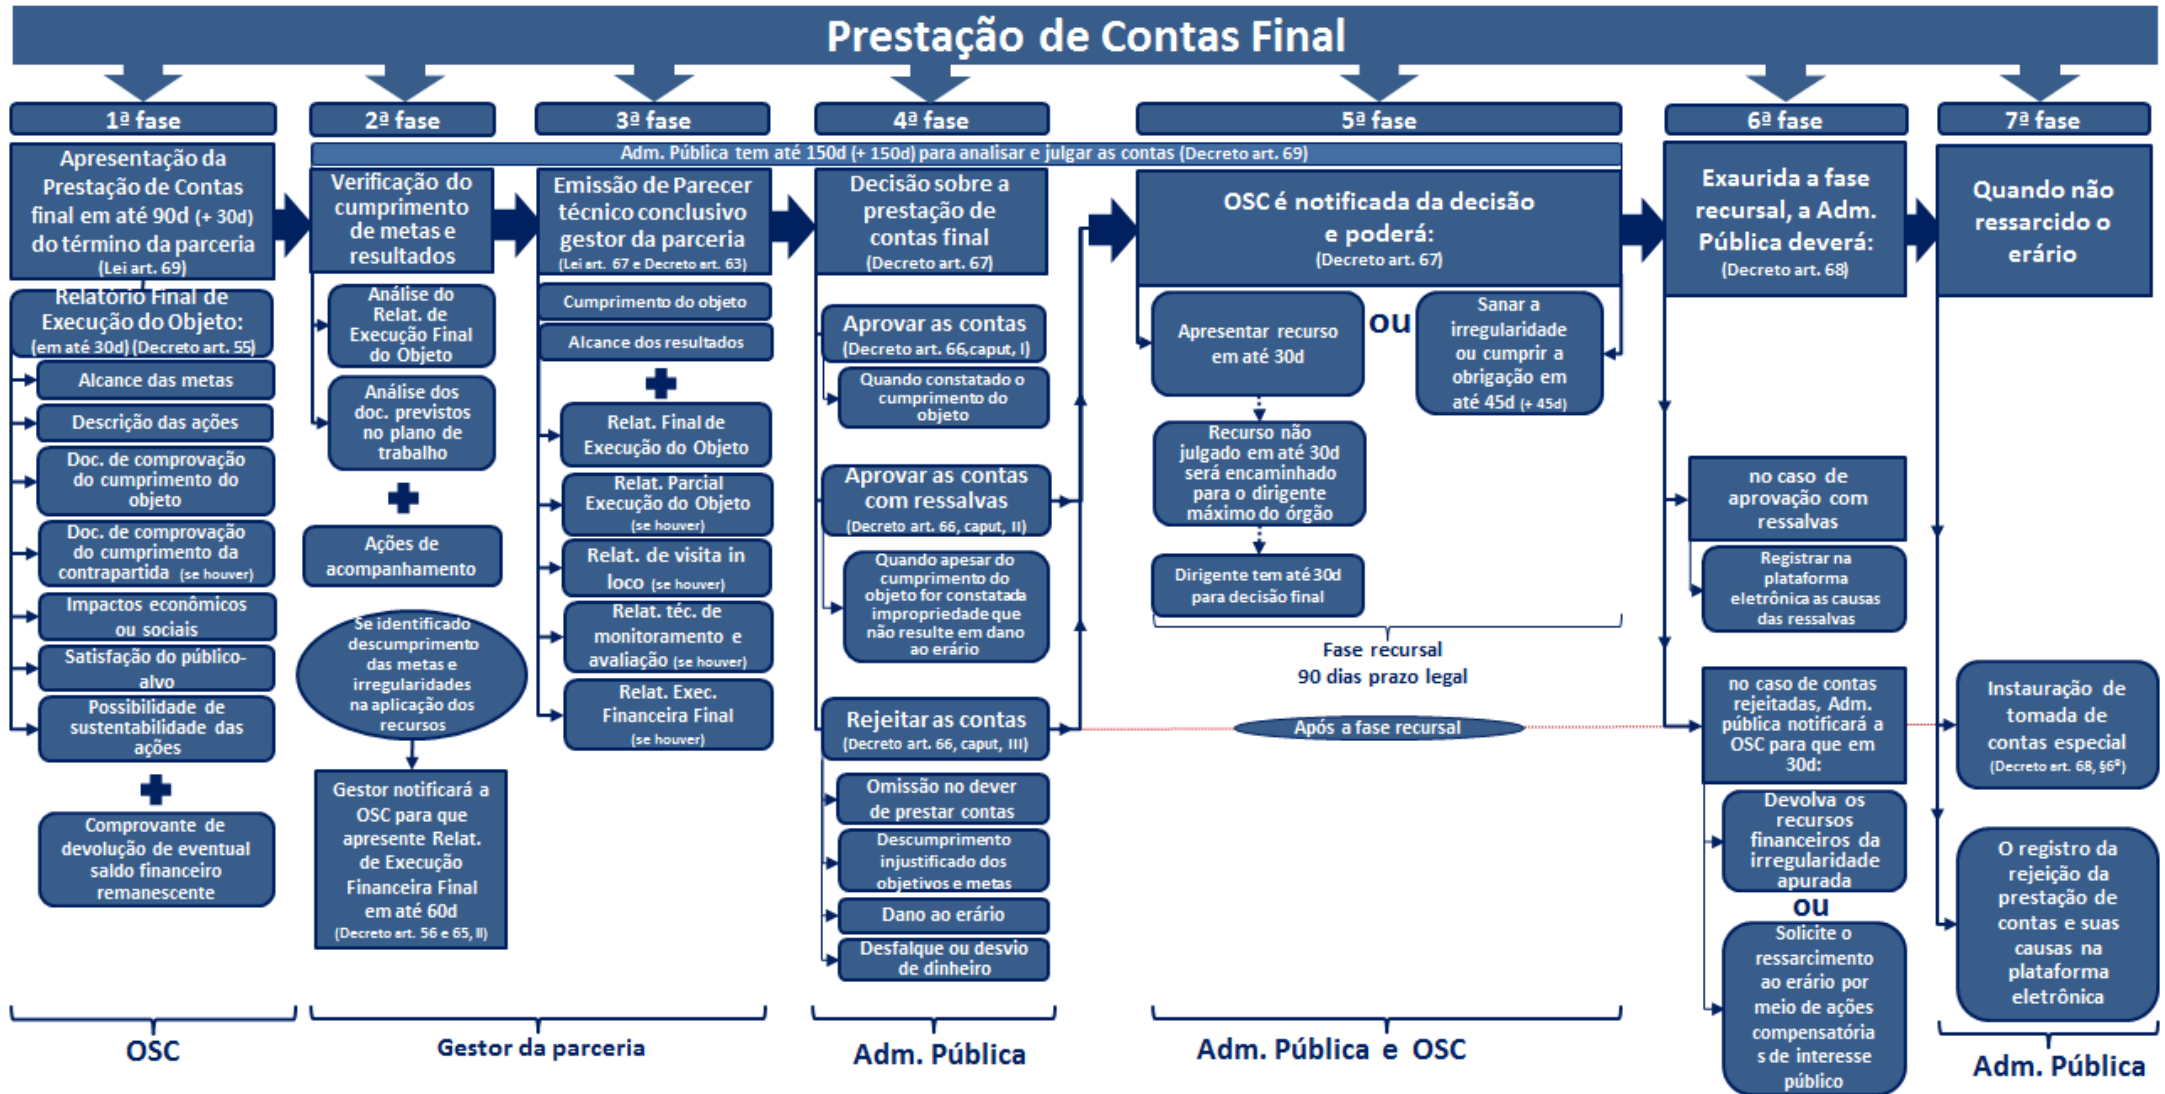 Prestação de Contas Final
1ª fase
Apresentação da
Prestação de Contas
final em até 90d (+ 30d)
do término da parceria
(Lei art. 69)
Relatório Final de
Execução do Objeto:
(em até 30d) (Decreto art. 55)
Alcance das metas
Descrição das ações
Doc. de comprovação
do cumprimento do
objeto
Doc. de comprovação
do cumprimento da
contrapartida (se houver)
Impactos econômicos
ou sociais
Satisfação do público-
alvo
Possibilidade de
sustentabilidade das
ações
Comprovante de
devolução de eventual
saldo financeiro
remanescente
OSC
Adm. Pública tem até 150d (+ 150d) para analisar e julgar as contas (Decreto art. 69)
2ª fase
Verificação do
cumprimento
de metas e
resultados
Análise do
Relat. de
Execução Final
do Objeto
Análise dos
doc. previstos
no plano de
trabalho
Ações de
acompanhamento
Se identificado
descumprimento
das metas e
irregularidades
na aplicação dos
recursos
Gestor notificará a
OSC para que
apresente Relat.
de Execução
Financeira Final
em até 60d
(Decreto art. 56 e 65, II)
3ª fase
Emissão de Parecer
técnico conclusivo
gestor da parceria
(Lei art. 67 e Decreto art. 63)
Cumprimento do objeto
Alcance dos resultados
Relat. Final de
Execução do Objeto
Relat. Parcial
Execução do Objeto
(se houver)
Relat. de visita in
loco (se houver)
Relat. téc. de
monitoramento e
avaliação (se houver)
Relat. Exec.
Financeira Final
(se houver)
Gestor da parceria
4ª fase
Decisão sobre a
prestação de
contas final
(Decreto art. 67)
Aprovar as contas
(Decreto art. 66,caput, I)
Quando constatado o
cumprimento do
objeto
Aprovar as contas
com ressalvas
(Decreto art. 66, caput, II)
Quando apesar do
cumprimento do
objeto for constatada
impropriedade que
não resulte em dano
ao erário
Rejeitar as contas
(Decreto art. 66, caput, III)
Omissão no dever
de prestar contas
Descumprimento
injustificado dos
objetivos e metas
Dano ao erário
Desfalque ou desvio
de dinheiro
Adm. Pública
5ª fase
OSC é notificada da decisão
e poderá:
(Decreto art. 67)
Apresentar recurso
em até 30d
ou
Sanar a
irregularidade
ou cumprir a
obrigação em
até 45d (+ 45d)
Recurso não
julgado em até 30d
será encaminhado
para o dirigente
máximo do órgão
Dirigente tem até 30d
para decisão final
Fase recursal
90 dias prazo legal
Após a fase recursal
Adm. Pública e OSC
6ª fase
Exaurida a fase
recursal, a Adm.
Pública deverá:
(Decreto art. 68)
no caso de
aprovação com
ressalvas
Registrar na
plataforma
eletrônica as causas
das ressalvas
no caso de contas
rejeitadas, Adm.
pública notificará a
OSC para que em
30d:
Devolva os
recursos
financeiros da
irregularidade
apurada
ou
Solicite o
ressarcimento
ao erário por
meio de ações
compensatória
s de interesse
público
7ª fase
Quando não
ressarcido o
erário
Instauração de
tomada de
contas especial
(Decreto art. 68, §6º)
O registro da
rejeição da
prestação de
contas e suas
causas na
plataforma
eletrônica
Adm. Pública